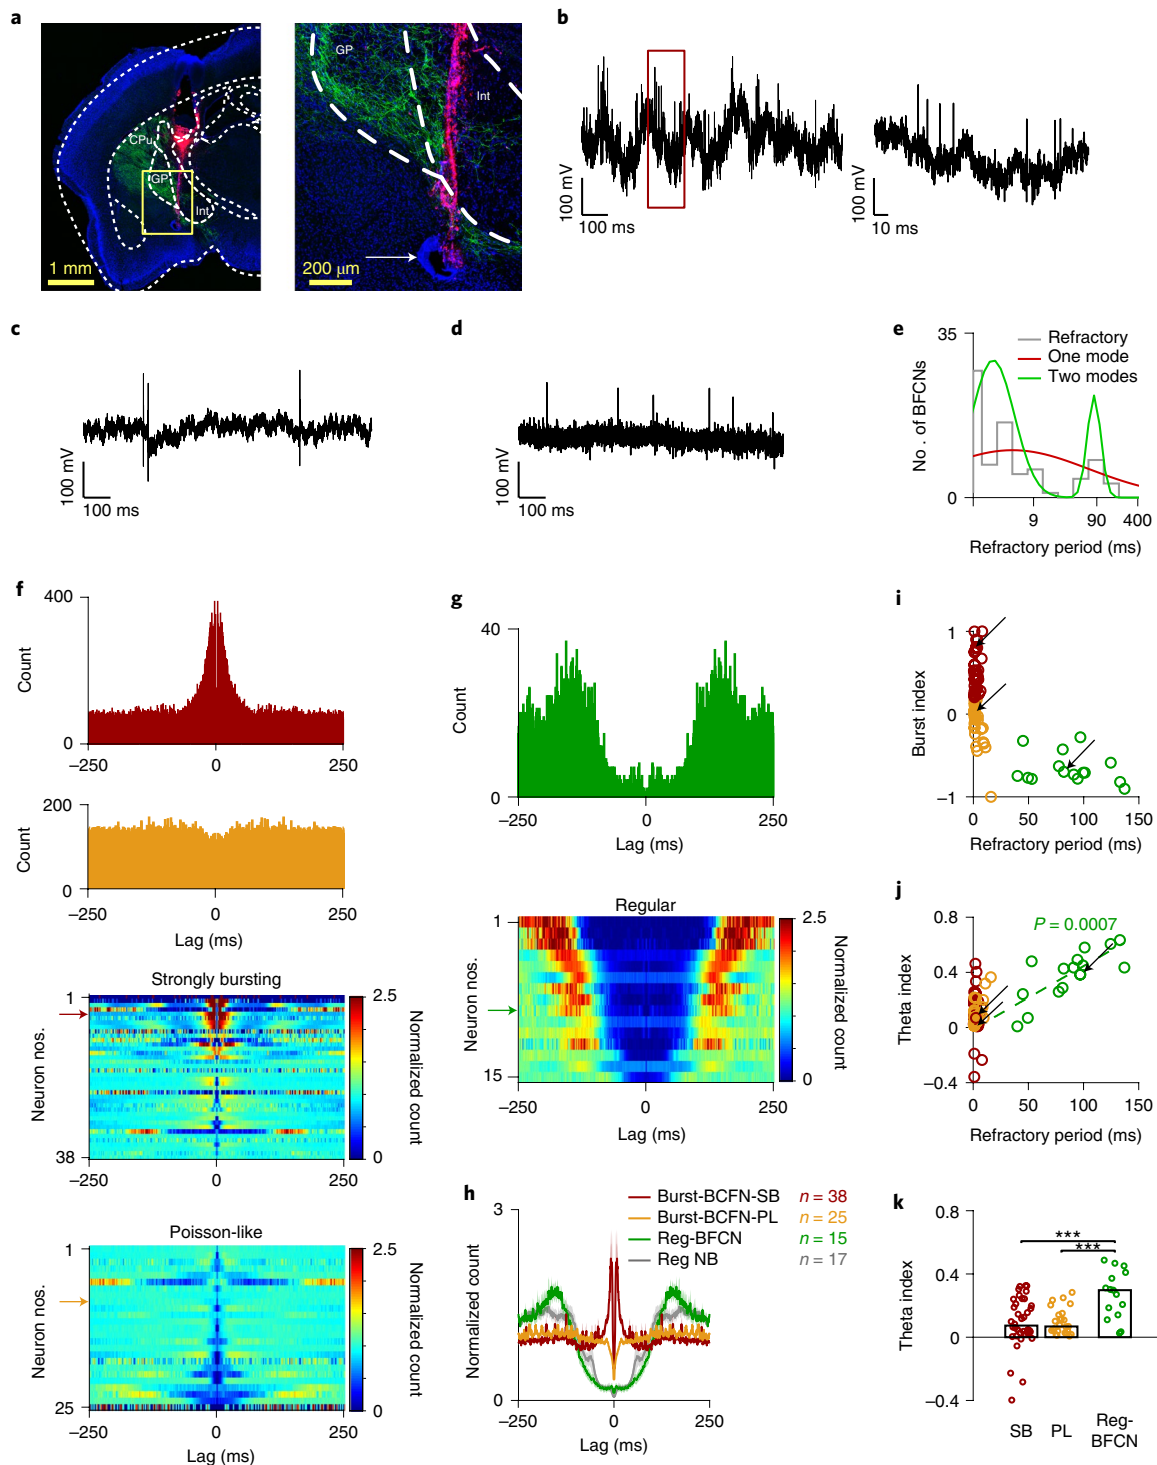 a
CPu
GP
Int
1 mm
GP
Int
200 µm
b
100 mV
100 ms
100 mV
10 ms
c
100 mV
100 ms
d
100 mV
100 ms
e
35
No. of BFCNs
0
Refractory
One mode
Two modes
9 90 400
Refractory period (ms)
f
400
Count
0
–250 0 250
200
Count
0
–250 0 250
Lag (ms)
Strongly bursting
1
Neuron nos.
38
–250 0 250
2.5
Normalized count
0
Poisson-like
1
Neuron nos.
25
–250 0 250
Lag (ms)
2.5
Normalized count
0
g
40
Count
0
–250 0 250
Lag (ms)
Regular
1
Neuron nos.
15
–250 0 250
Lag (ms)
2.5
Normalized count
0
h
3
Normalized count
0
–250 0 250
Lag (ms)
Burst-BCFN-SB n = 38
Burst-BCFN-PL n = 25
Reg-BFCN n = 15
Reg NB n = 17
i
1
Burst index
0
–1
0 50 100 150
Refractory period (ms)
j
0.8
P = 0.0007
0.4
Theta index
0
–0.4
0 50 100 150
Refractory period (ms)
k
0.8
***
***
0.4
Theta index
0
–0.4
SB PL Reg-
BFCN